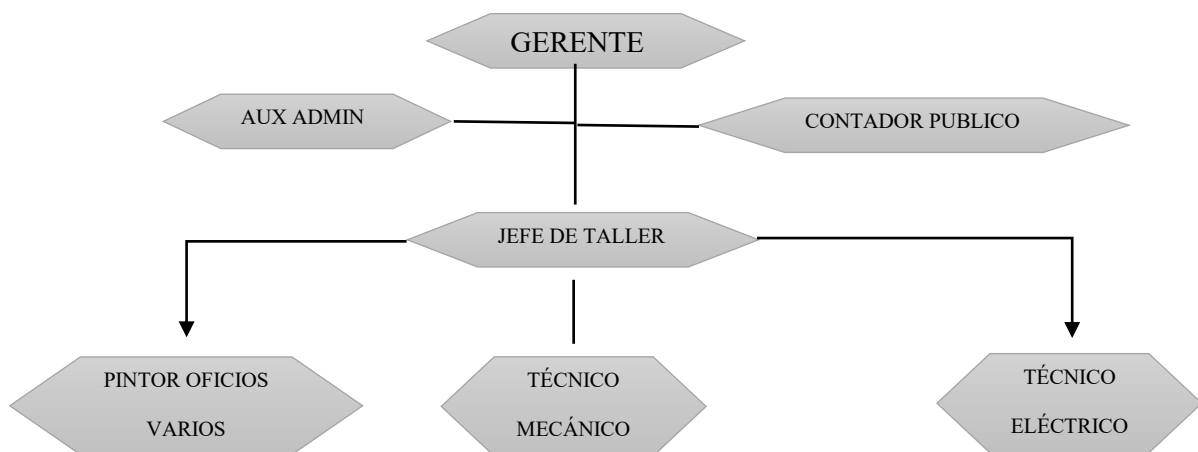 GERENTE
AUX ADMIN
CONTADOR PUBLICO
JEFE DE TALLER
PINTOR OFICIOS
VARIOS
TÉCNICO
MECÁNICO
TÉCNICO
ELÉCTRICO